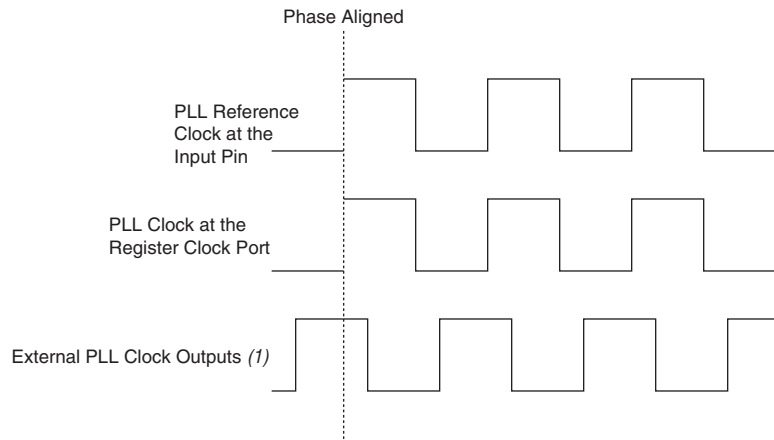 Phase Aligned
PLL Reference
Clock at the
Input Pin
PLL Clock at the
Register Clock Port
External PLL Clock Outputs (1)